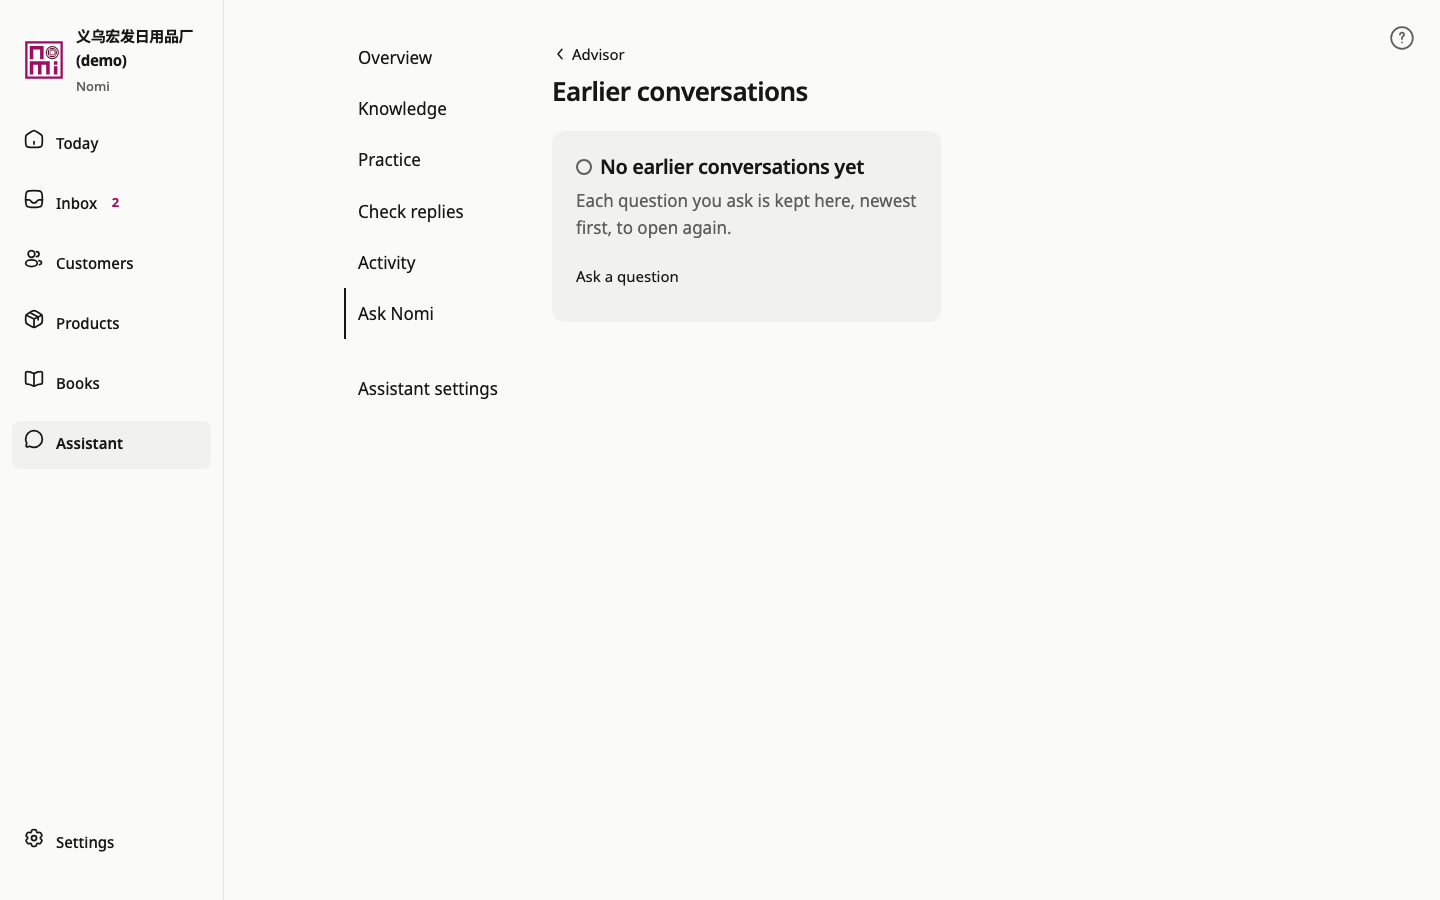 义乌宏发日用品厂
(demo)
Nomi
Today
Inbox 2
Customers
Products
Books
Assistant
Settings
Overview
Knowledge
Practice
Check replies
Activity
Ask Nomi
Assistant settings
Advisor
Earlier conversations
No earlier conversations yet
Each question you ask is kept here, newest
first, to open again.
Ask a question